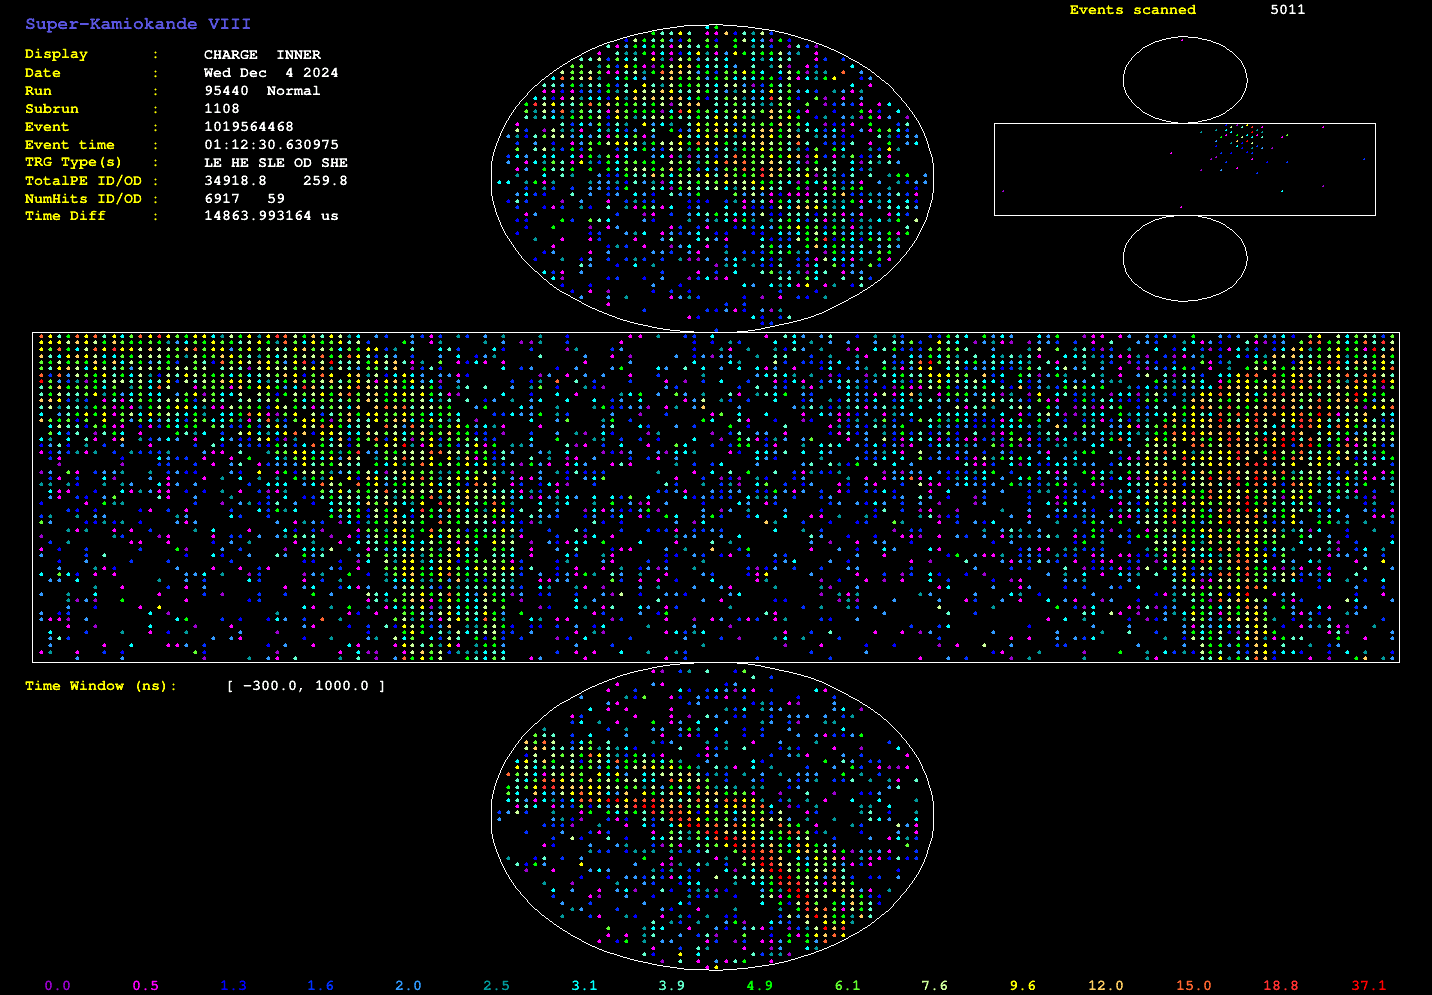 Super-Kamiokande VIII
Events scanned 5011
Display : CHARGE INNER
Date : Wed Dec 4 2024
Run : 95440 Normal
Subrun : 1108
Event : 1019564468
Event time : 01:12:30.630975
TRG Type(s) : LE HE SLE OD SHE
TotalPE ID/OD : 34918.8 259.8
NumHits ID/OD : 6917 59
Time Diff : 14863.993164 us
Time Window (ns): [ -300.0, 1000.0 ]
0.0 0.5 1.3 1.6 2.0 2.5 3.1 3.9 4.9 6.1 7.6 9.6 12.0 15.0 18.8 37.1